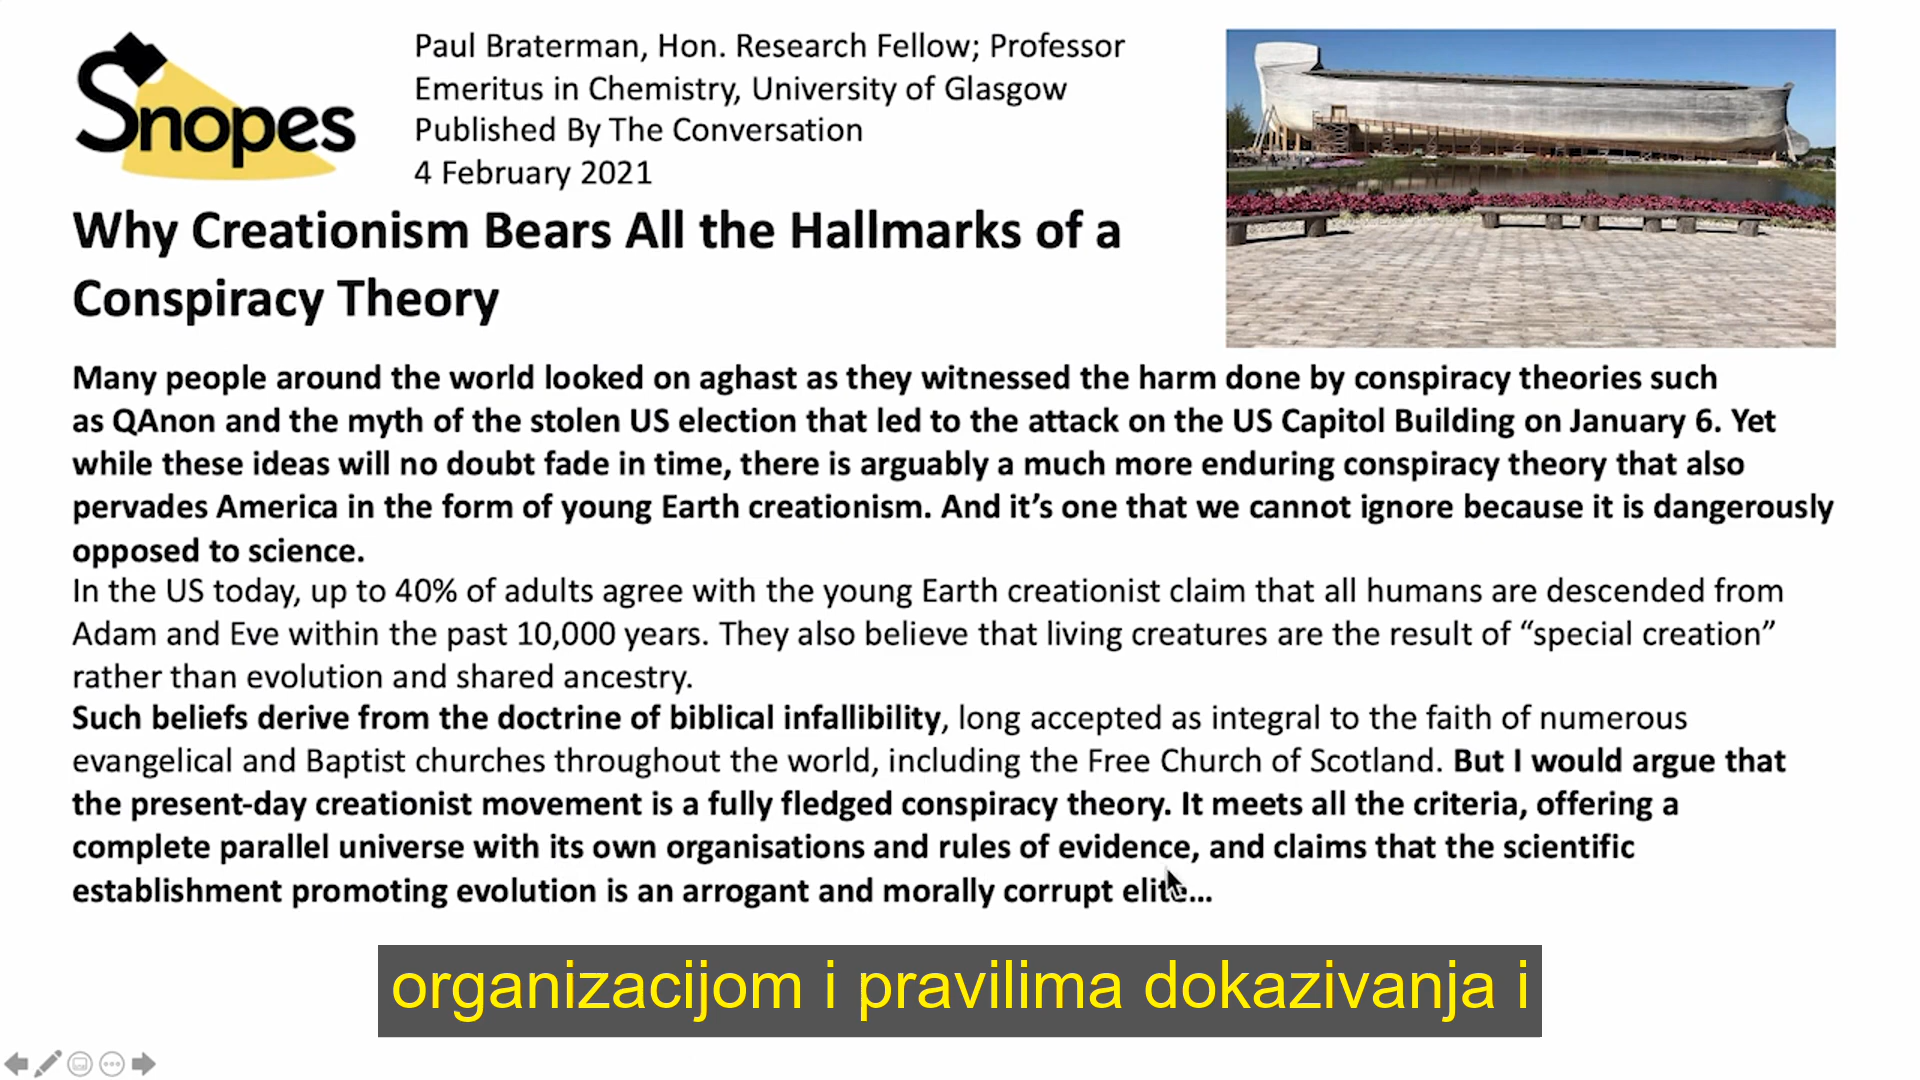 Snopes
Paul Braterman, Hon. Research Fellow; Professor
Emeritus in Chemistry, University of Glasgow
Published By The Conversation
4 February 2021
Why Creationism Bears All the Hallmarks of a
Conspiracy Theory
Many people around the world looked on aghast as they witnessed the harm done by conspiracy theories such
as QAnon and the myth of the stolen US election that led to the attack on the US Capitol Building on January 6. Yet
while these ideas will no doubt fade in time, there is arguably a much more enduring conspiracy theory that also
pervades America in the form of young Earth creationism. And it’s one that we cannot ignore because it is dangerously
opposed to science.
In the US today, up to 40% of adults agree with the young Earth creationist claim that all humans are descended from
Adam and Eve within the past 10,000 years. They also believe that living creatures are the result of “special creation”
rather than evolution and shared ancestry.
Such beliefs derive from the doctrine of biblical infallibility, long accepted as integral to the faith of numerous
evangelical and Baptist churches throughout the world, including the Free Church of Scotland. But I would argue that
the present-day creationist movement is a fully fledged conspiracy theory. It meets all the criteria, offering a
complete parallel universe with its own organisations and rules of evidence, and claims that the scientific
establishment promoting evolution is an arrogant and morally corrupt elite...
organizacijom i pravilima dokazivanja i